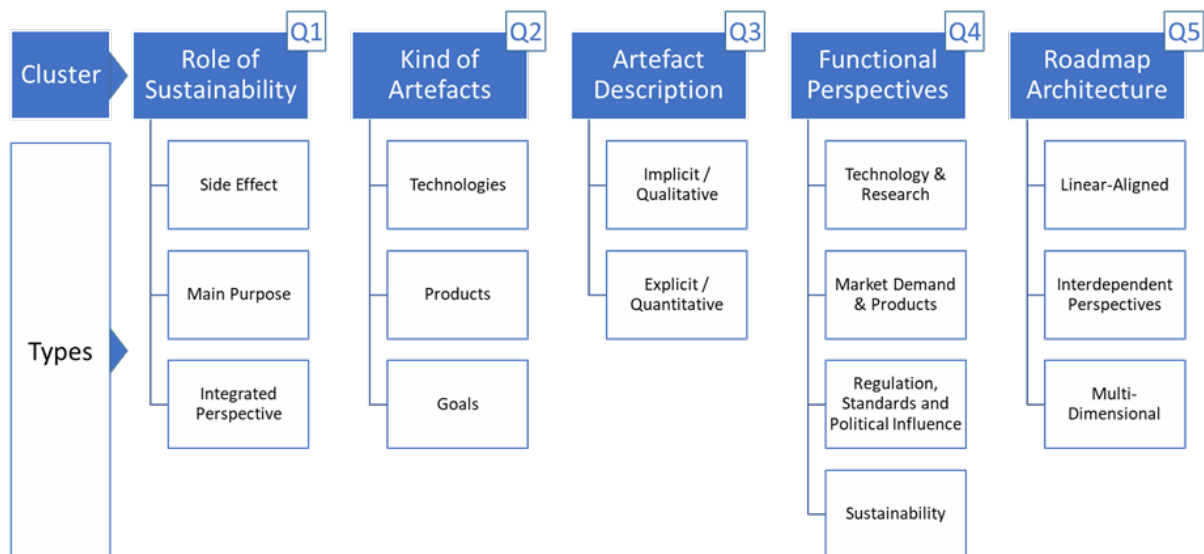 Q1
Q2
Q3
Q4
Q5
Cluster
Role of
Sustainability
Kind of
Artefacts
Artefact
Description
Functional
Perspectives
Roadmap
Architecture
Types
Side Effect
Main Purpose
Integrated
Perspective
Technologies
Products
Goals
Implicit /
Qualitative
Explicit /
Quantitative
Technology &
Research
Market Demand
& Products
Regulation,
Standards and
Political Influence
Sustainability
Linear-Aligned
Interdependent
Perspectives
Multi-
Dimensional